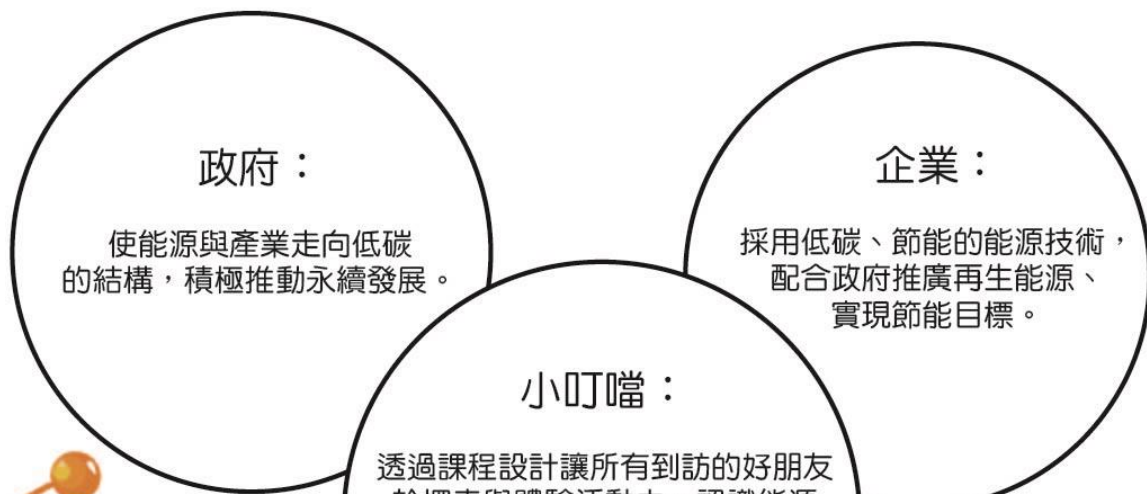 政府：
使能源與產業走向低碳
的結構，積極推動永續發展。
企業：
採用低碳、節能的能源技術，
配合政府推廣再生能源、
實現節能目標。
小叮噹：
透過課程設計讓所有到訪的好朋友